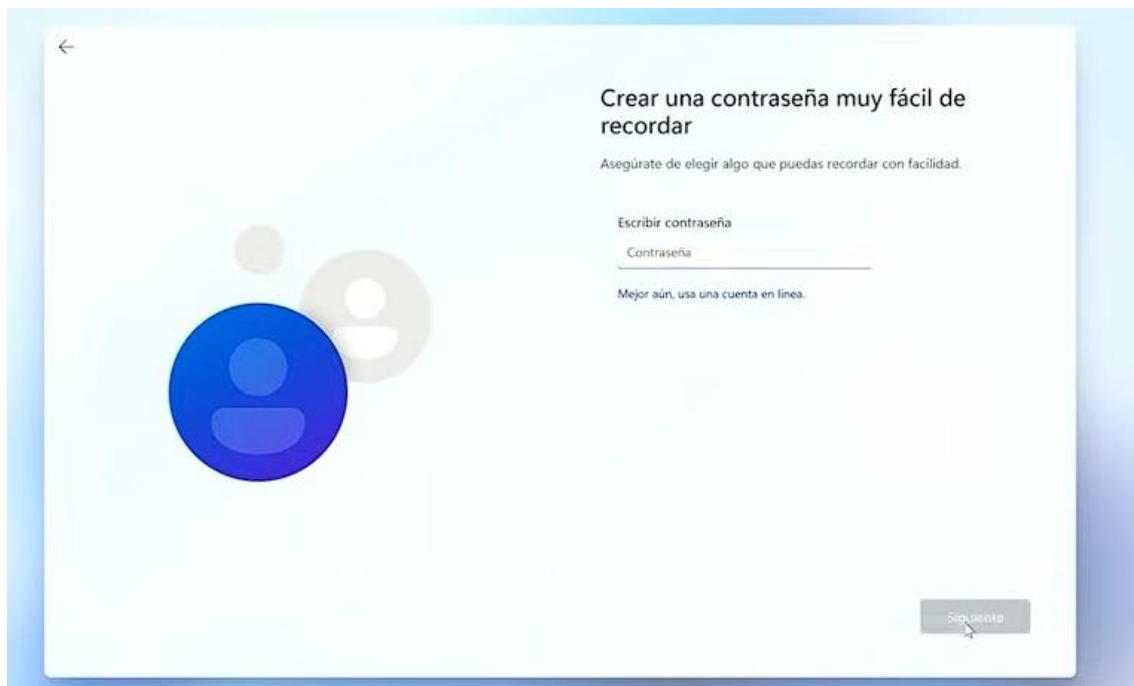 Crear una contraseña muy fácil de
recordar
Asegúrate de elegir algo que puedas recordar con facilidad.
Escribir contraseña
Contraseña
Mejor aún, usa una cuenta en línea.
Siguiente